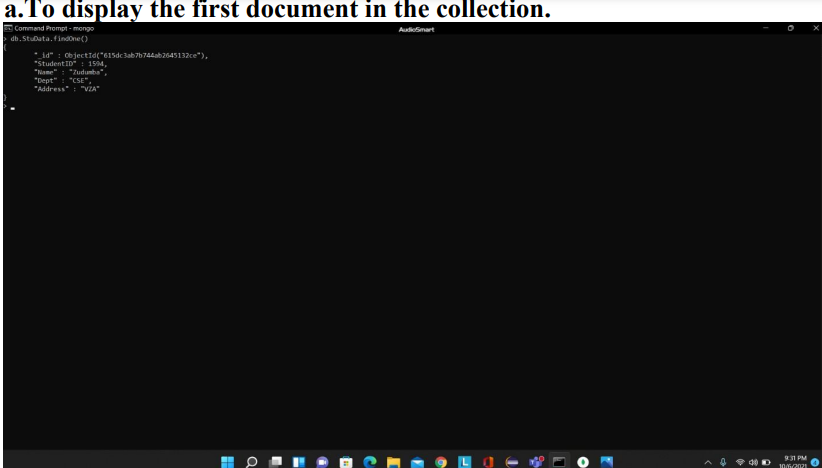 a.To display the first document in the collection.
Command Prompt - mongo
AudioSmart
> db.StuData.findOne()
{
"_id" : ObjectId("615dc3ab7b744ab2645132ce"),
"StudentID" : 1594,
"Name" : "Zudumba",
"Dept" : "CSE",
"Address" : "VZA"
}
>
9:31 PM
10/6/2021